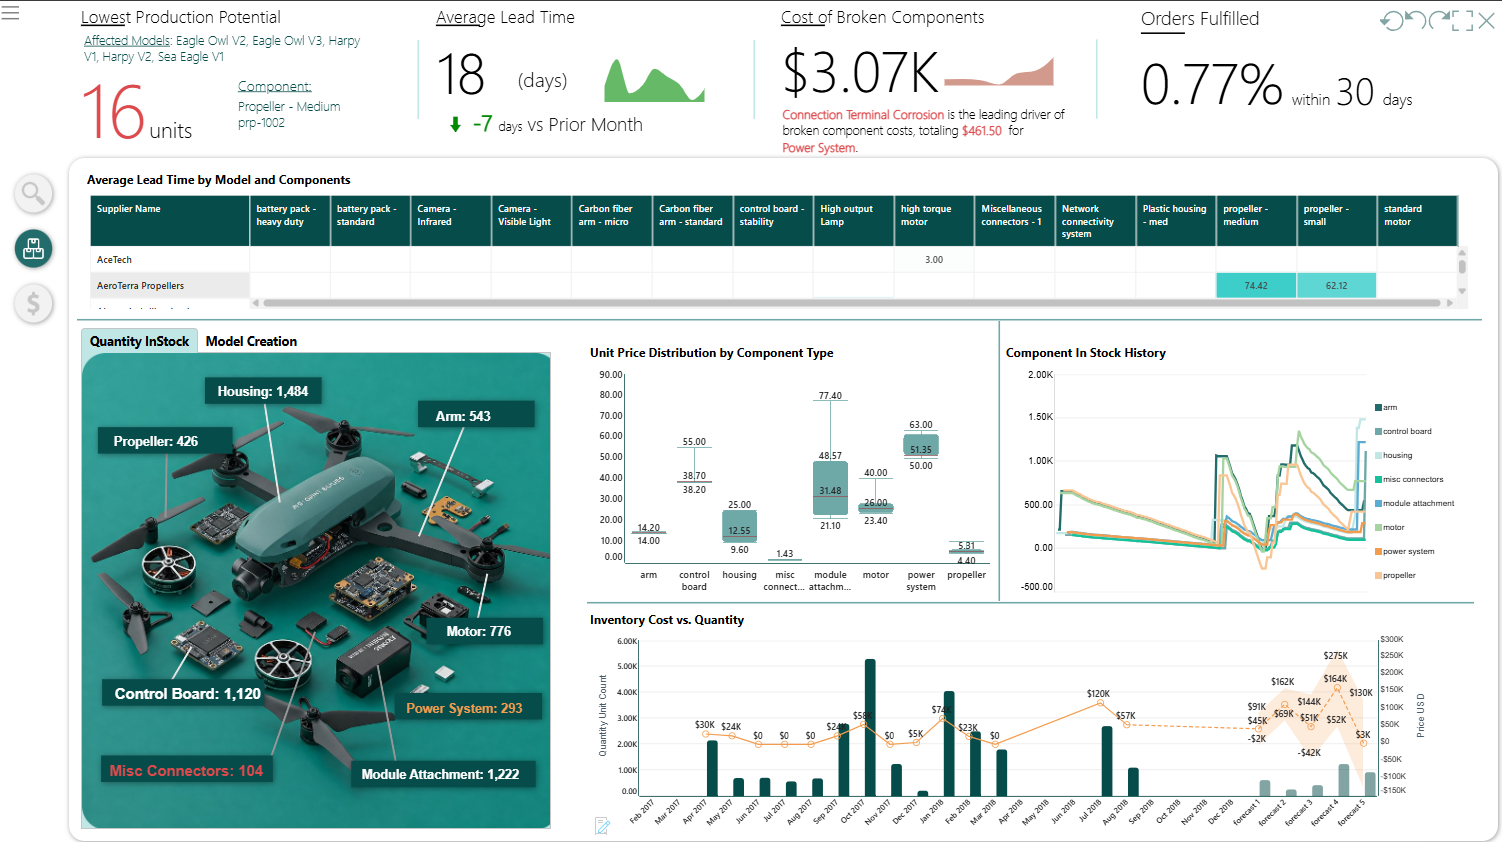 Lowest Production Potential
Affected Models: Eagle Owl V2, Eagle Owl V3, Harpy
V1, Harpy V2, Sea Eagle V1
16 units
Component:
Propeller - Medium
prp-1002
Average Lead Time
18 (days)
-7 days vs Prior Month
Cost of Broken Components
$3.07K
Connection Terminal Corrosion is the leading driver of
broken component costs, totaling $461.50 for
Power System.
Orders Fulfilled
0.77% within 30 days
$
Average Lead Time by Model and Components
Supplier Name
battery pack -
heavy duty
battery pack -
standard
Camera -
Infrared
Camera -
Visible Light
Carbon fiber
arm - micro
Carbon fiber
arm - standard
control board -
stability
High output
Lamp
high torque
motor
Miscellaneous
connectors - 1
Network
connectivity
system
Plastic housing
- med
propeller -
medium
propeller -
small
standard
motor
AceTech 3.00
AeroTerra Propellers 74.42 62.12
Quantity InStock Model Creation
Housing: 1,484
Arm: 543
Propeller: 426
Motor: 776
Control Board: 1,120
Power System: 293
Misc Connectors: 104
Module Attachment: 1,222
Unit Price Distribution by Component Type
90.00
80.00
70.00
60.00
50.00
40.00
30.00
20.00
10.00
0.00
14.20
14.00
55.00
38.70
38.20
25.00
12.55
9.60
1.43
77.40
48.57
31.48
21.10
40.00
26.00
23.40
63.00
51.35
50.00
5.31
4.40
arm
control
board
housing
misc
connect...
module
attachm...
motor
power
system
propeller
Component In Stock History
2.00K
1.50K
1.00K
500.00
0.00
-500.00
arm
control board
housing
misc connectors
module attachment
motor
power system
propeller
Inventory Cost vs. Quantity
Quantity Unit Count
6.00K
5.00K
4.00K
3.00K
2.00K
1.00K
0.00
$30K
$24K
$0
$0
$0
$24K
$58K
$0
$5K
$74K
$23K
$0
$120K
$57K
$91K
$45K
-$2K
$162K
$69K
$144K
$51K
-$42K
$275K
$164K
$52K
$130K
$3K
$300K
$250K
$200K
$150K
$100K
$50K
$0
-$50K
-$100K
-$150K
Price USD
Feb 2017
Mar 2017
Apr 2017
May 2017
Jun 2017
Jul 2017
Aug 2017
Sep 2017
Oct 2017
Nov 2017
Dec 2017
Jan 2018
Feb 2018
Mar 2018
Apr 2018
May 2018
Jun 2018
Jul 2018
Aug 2018
Sep 2018
Oct 2018
Nov 2018
Dec 2018
forecast 1
forecast 2
forecast 3
forecast 4
forecast 5